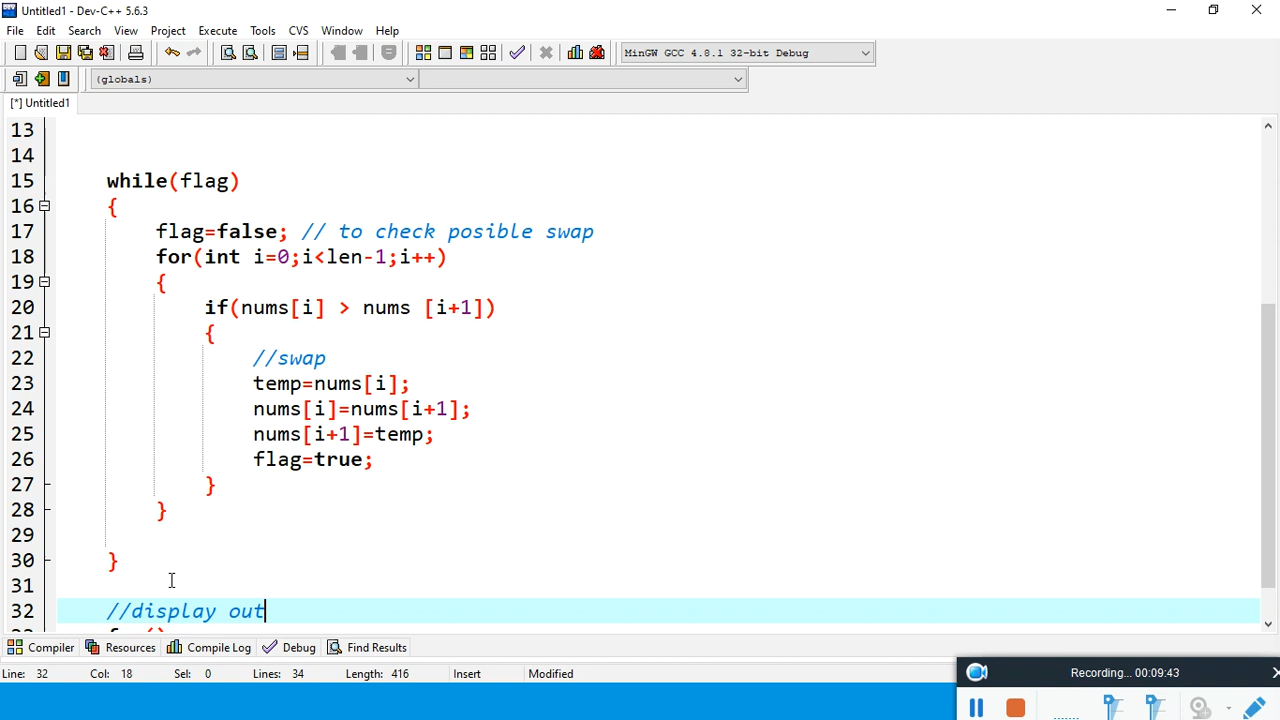 Untitled1 - Dev-C++ 5.6.3
File Edit Search View Project Execute Tools CVS Window Help
MinGW GCC 4.8.1 32-bit Debug
(globals)
[*] Untitled1
13
14
15 while(flag)
16 {
17 flag=false; // to check posible swap
18 for(int i=0;i<len-1;i++)
19 {
20 if(nums[i] > nums [i+1])
21 {
22 //swap
23 temp=nums[i];
24 nums[i]=nums[i+1];
25 nums[i+1]=temp;
26 flag=true;
27 }
28 }
29
30 }
31
32 //display out
Compiler Resources Compile Log Debug Find Results
Line: 32 Col: 18 Sel: 0 Lines: 34 Length: 416 Insert Modified
Recording... 00:09:43